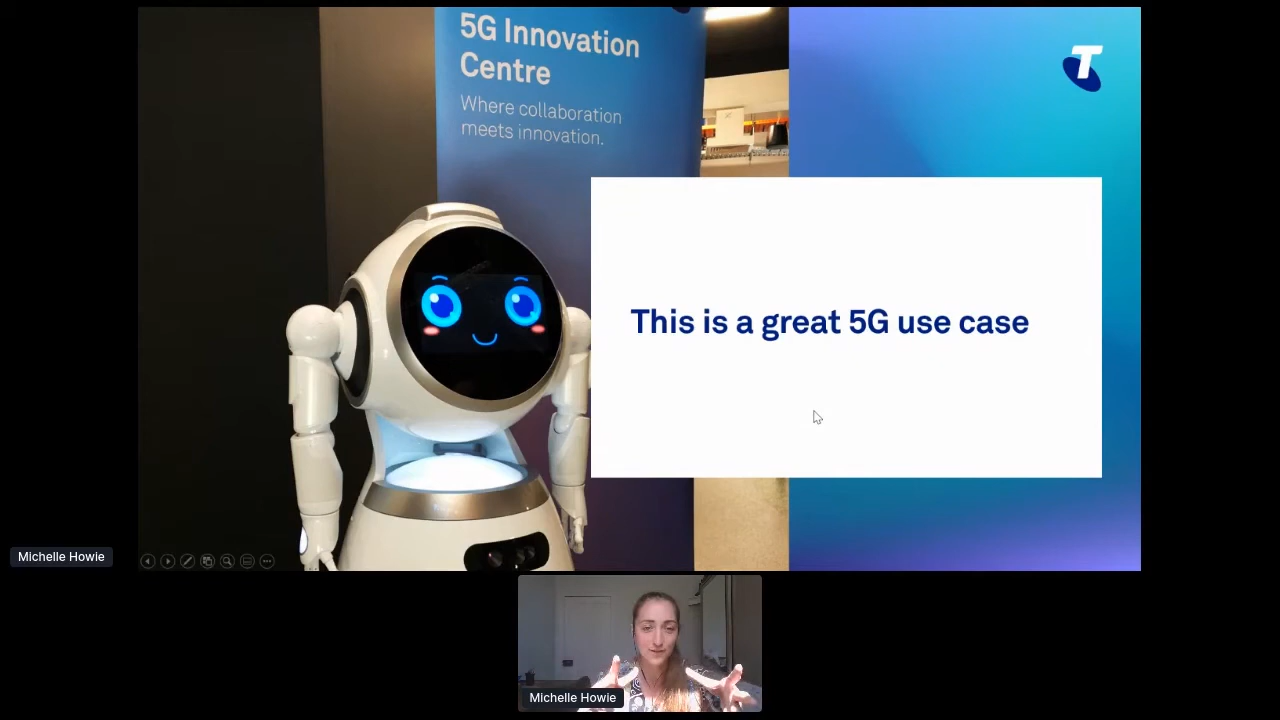 5G Innovation
Centre
Where collaboration
meets innovation.
T
This is a great 5G use case
Michelle Howie
Michelle Howie